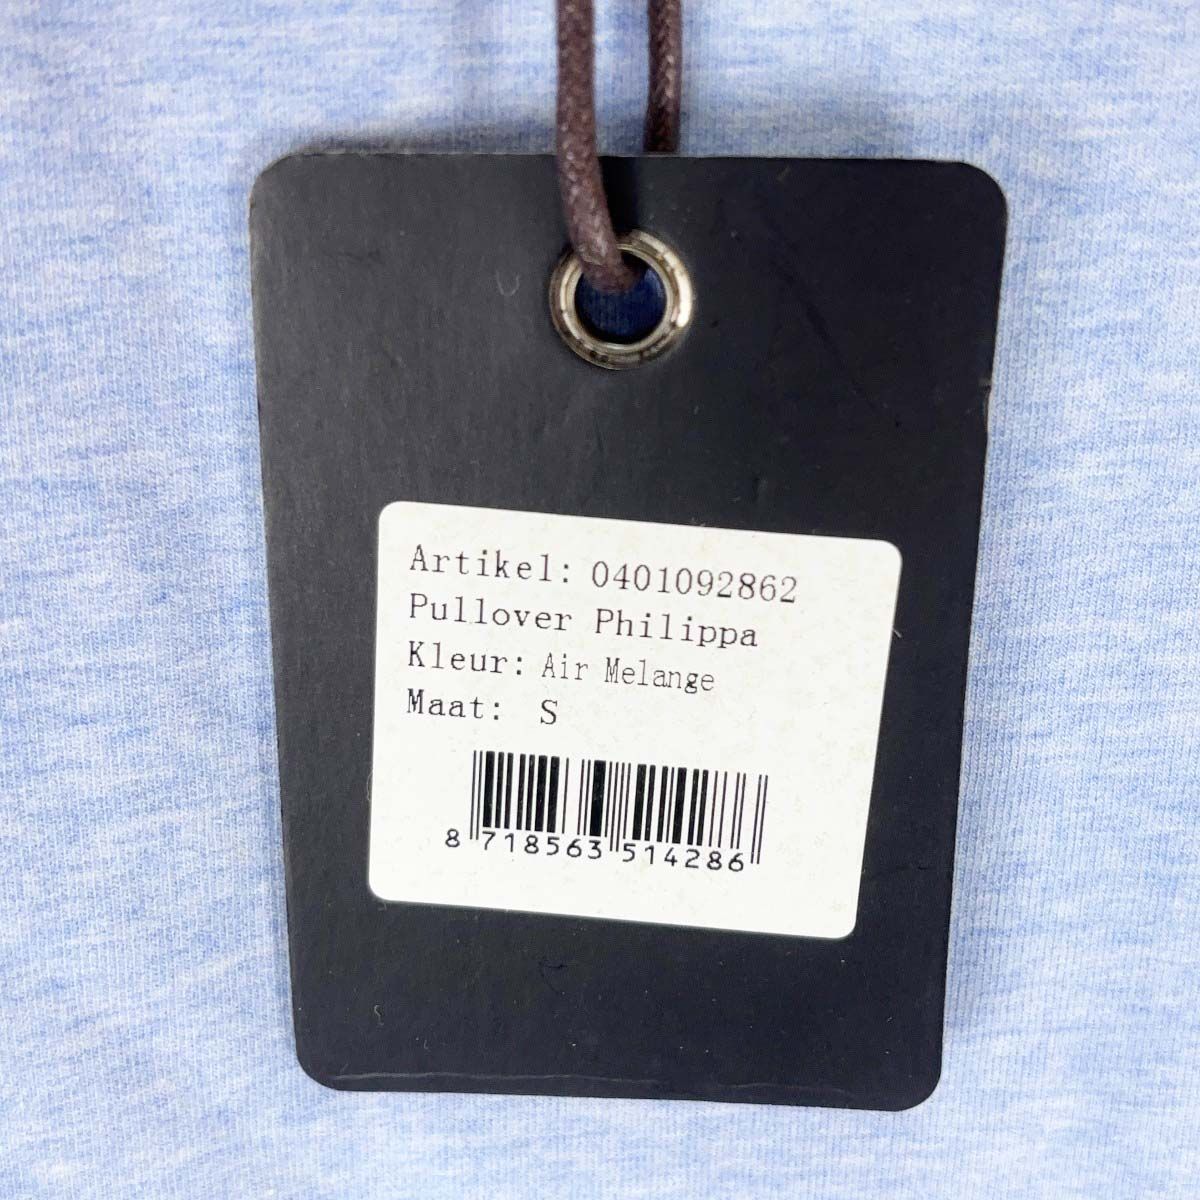 Artikel: 0401092862
Pullover Philippa
Kleur: Air Melange
Maat: S
8 718563 514286